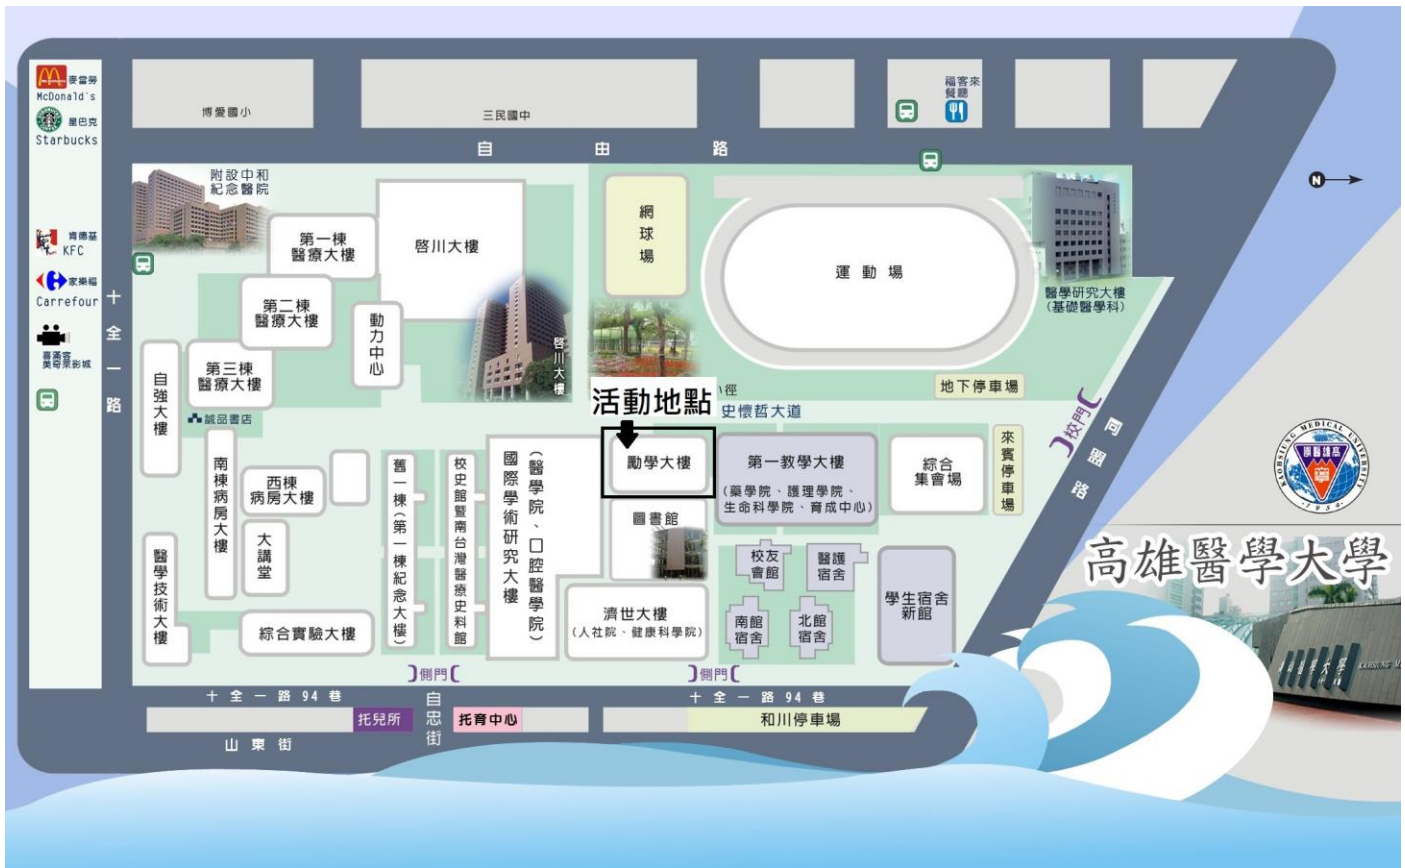 麥當勞
McDonald's
星巴克
Starbucks
肯德基
KFC
家樂福
Carrefour
喜滿客
美奇萊影城
十全一路
博愛國小
三民國中
福客來
餐廳
自由路
N
附設中和
紀念醫院
第一棟
醫療大樓
啓川大樓
第二棟
醫療大樓
動力中心
第三棟
醫療大樓
啓川大樓
網球場
運動場
醫學研究大樓
(基礎醫學科)
自強大樓
誠品書店
活動地點
小徑
史懷哲大道
地下停車場
校門
同盟路
南棟病房大樓
西棟
病房大樓
大講堂
醫學技術大樓
綜合實驗大樓
舊一棟(第一棟紀念大樓)
校史館暨南台灣醫療史料館
國際學術研究大樓
(醫學院、口腔醫學院)
勵學大樓
圖書館
濟世大樓
(人社院、健康科學院)
第一教學大樓
(藥學院、護理學院、
生命科學院、育成中心)
綜合
集會場
來賓停車場
校友
會館
醫護
宿舍
南館
宿舍
北館
宿舍
學生宿舍
新館
側門
側門
十全一路94巷
自忠街
十全一路94巷
托兒所
托育中心
和川停車場
山東街
KAOHSIUNG MEDICAL UNIVERSITY
1954
高雄醫學大學